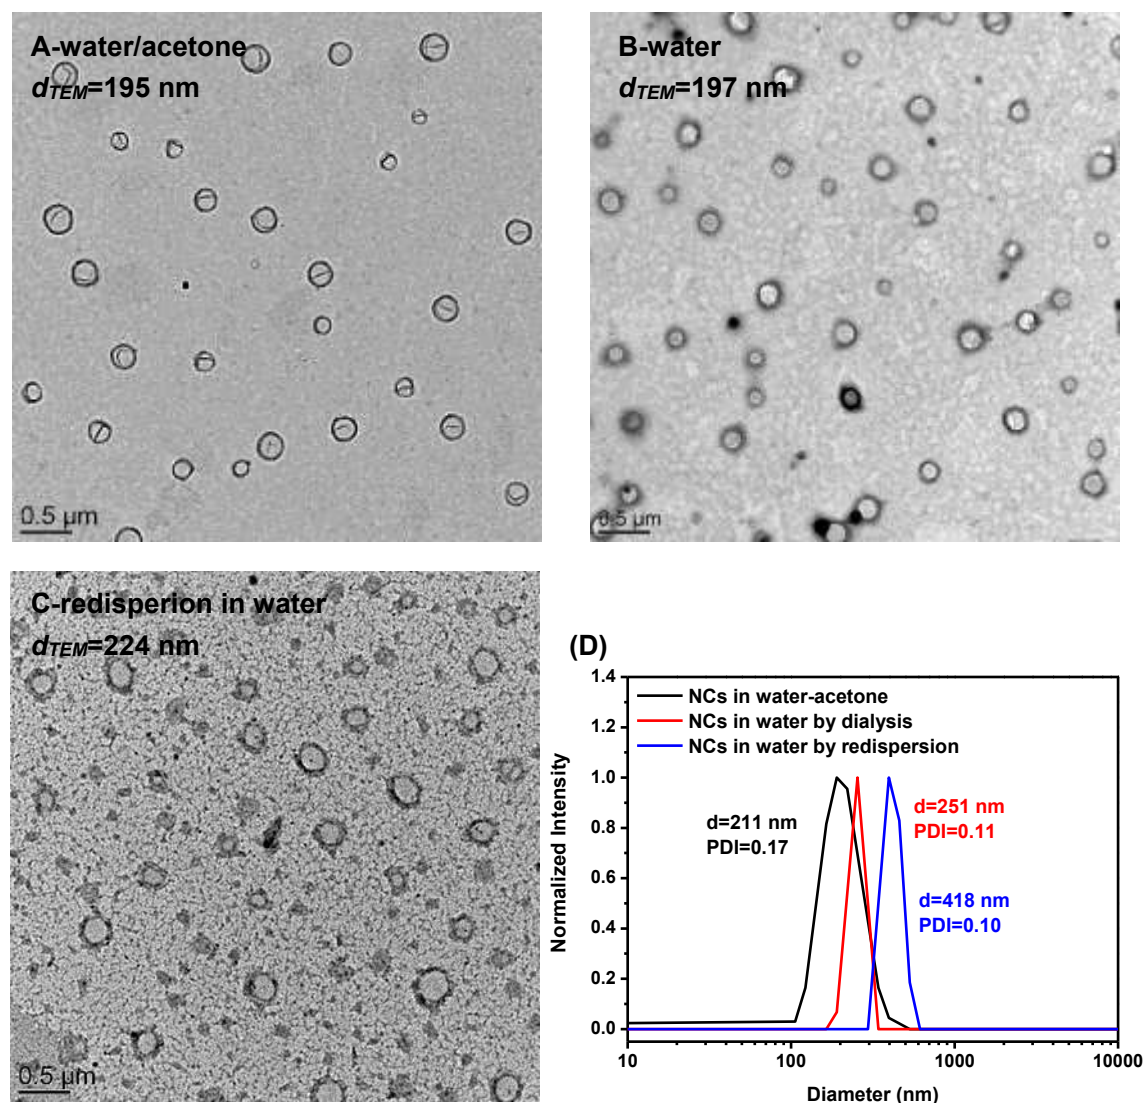 A-water/acetone
dTEM=195 nm
0.5 µm
B-water
dTEM=197 nm
0.5 µm
C-redisperion in water
dTEM=224 nm
0.5 µm
(D)
1.4
1.2
1.0
0.8
0.6
0.4
0.2
0.0
Normalized Intensity
NCs in water-acetone
NCs in water by dialysis
NCs in water by redispersion
d=211 nm
PDI=0.17
d=251 nm
PDI=0.11
d=418 nm
PDI=0.10
10
100
1000
10000
Diameter (nm)